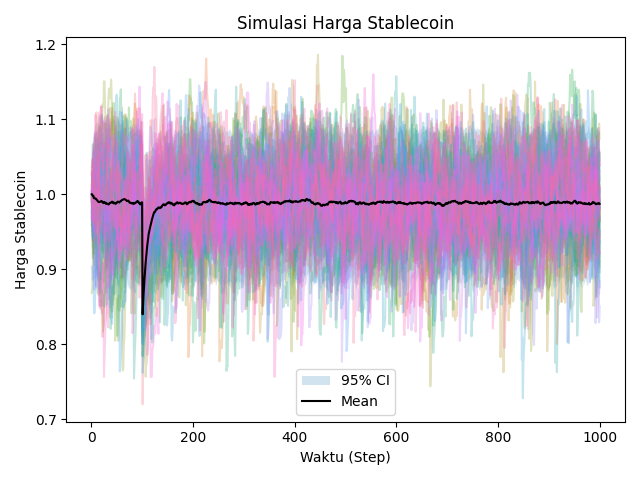 Simulasi Harga Stablecoin
1.2
1.1
1.0
0.9
0.8
0.7
Harga Stablecoin
95% CI
Mean
0 200 400 600 800 1000
Waktu (Step)